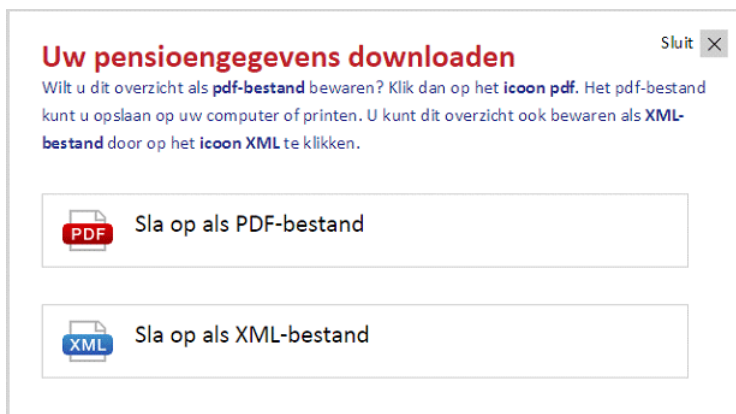 Sluit
Uw pensioengegevens downloaden
Wilt u dit overzicht als pdf-bestand bewaren? Klik dan op het icoon pdf. Het pdf-bestand
kunt u opslaan op uw computer of printen. U kunt dit overzicht ook bewaren als XML-
bestand door op het icoon XML te klikken.
PDF Sla op als PDF-bestand
XML Sla op als XML-bestand